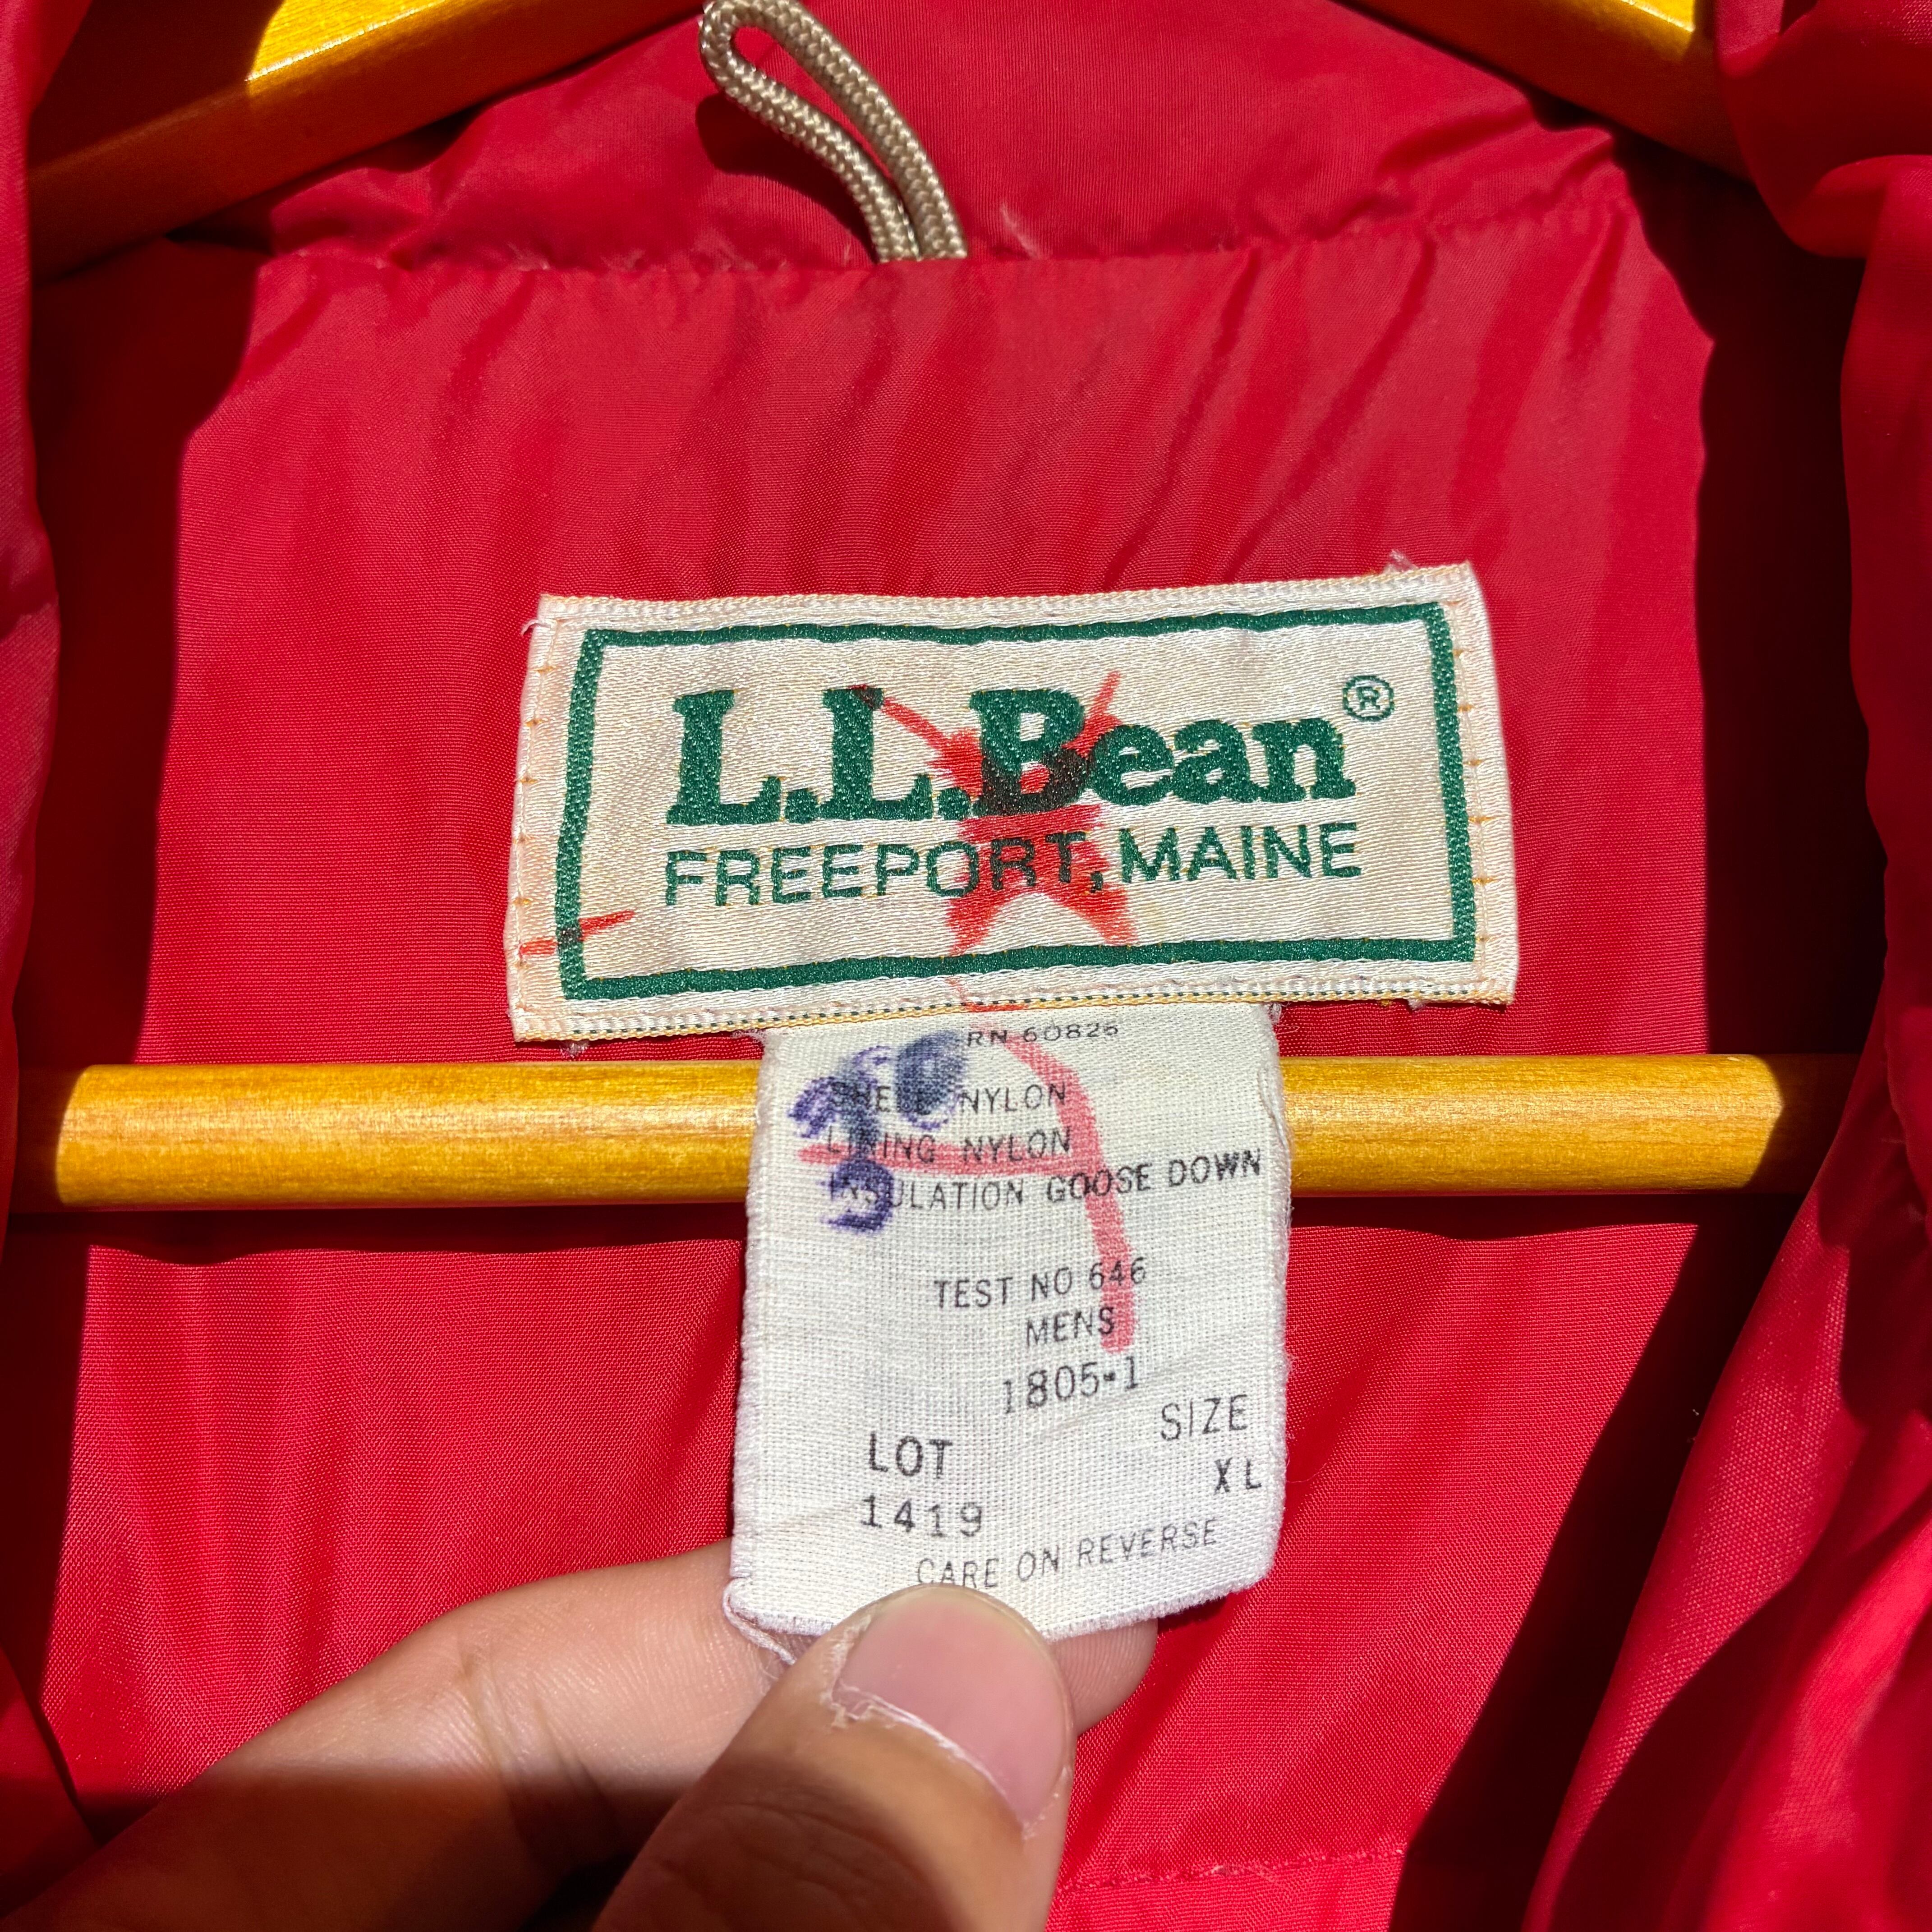 L.L.Bean®
FREEPORT, MAINE
RN 60826
SHELL NYLON
LINING NYLON
INSULATION GOOSE DOWN
TEST NO 646
MENS
1805-1
LOT SIZE
1419 XL
CARE ON REVERSE